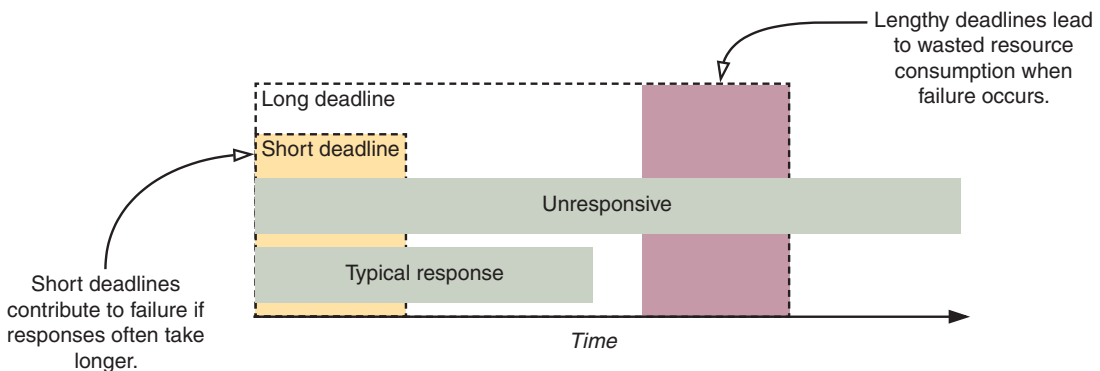 Lengthy deadlines lead
to wasted resource
consumption when
failure occurs.
Long deadline
Short deadline
Unresponsive
Typical response
Short deadlines
contribute to failure if
responses often take
longer.
Time